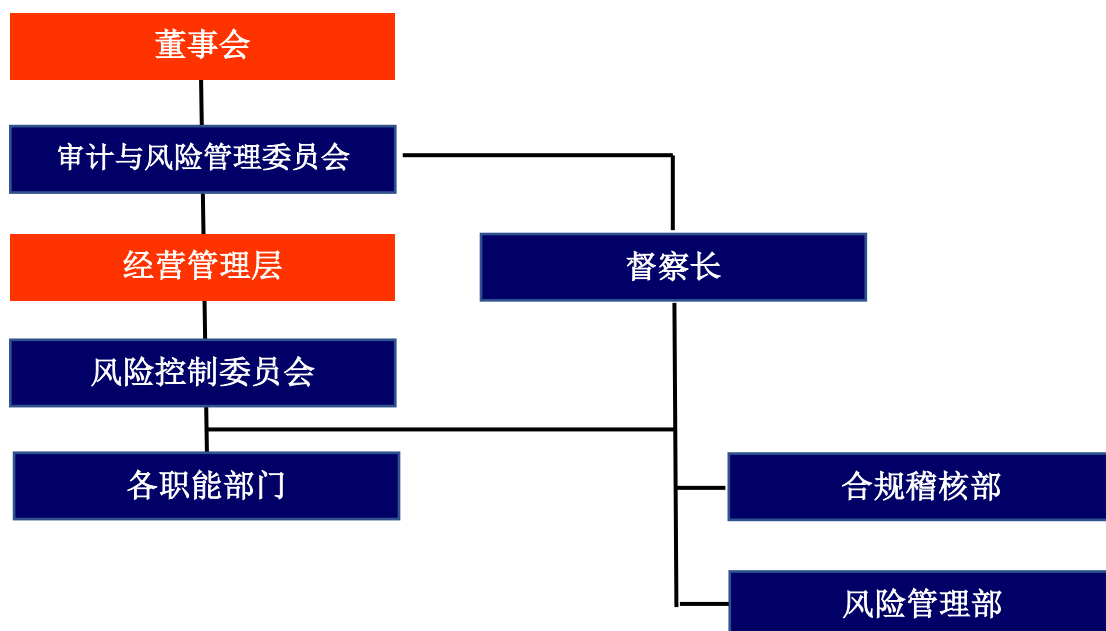 董事会
审计与风险管理委员会
经营管理层
督察长
风险控制委员会
各职能部门
合规稽核部
风险管理部